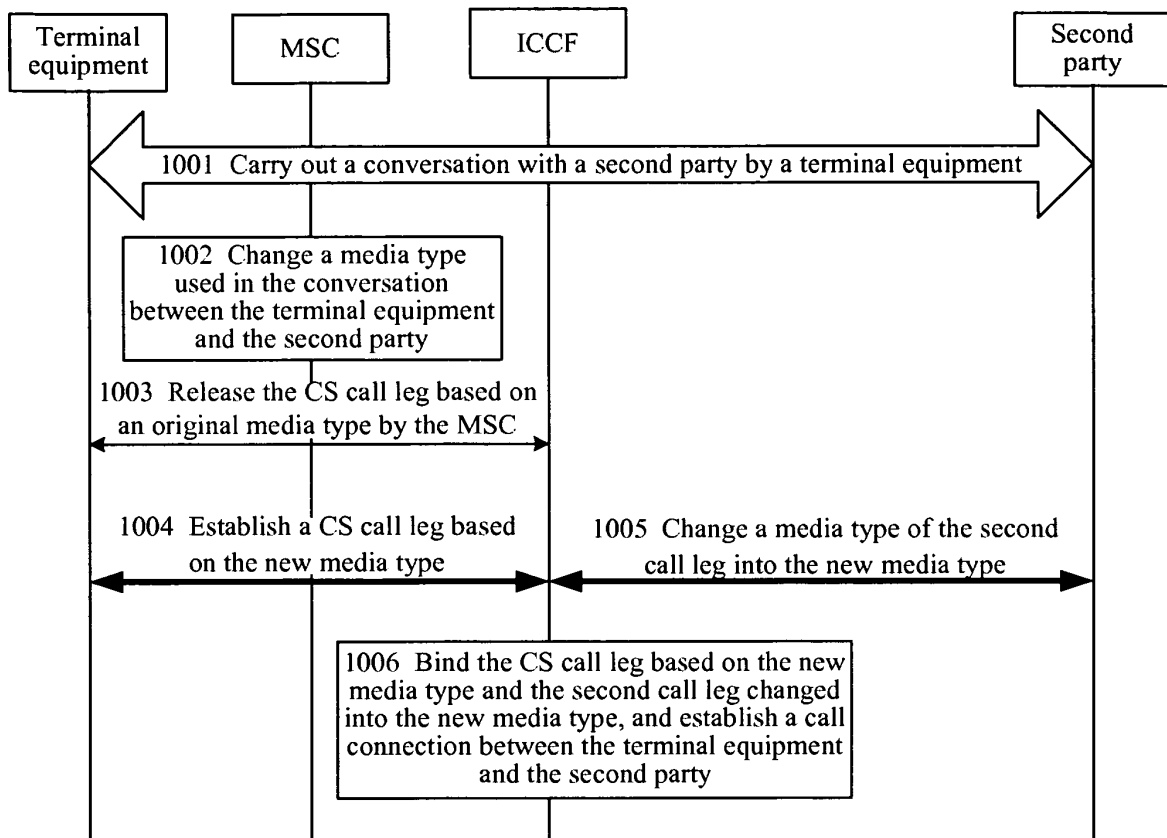 Terminal
equipment
MSC
ICCF
Second
party
1001 Carry out a conversation with a second party by a terminal equipment
1002 Change a media type
used in the conversation
between the terminal equipment
and the second party
1003 Release the CS call leg based on
an original media type by the MSC
1004 Establish a CS call leg based
on the new media type
1005 Change a media type of the second
call leg into the new media type
1006 Bind the CS call leg based on the new
media type and the second call leg changed
into the new media type, and establish a call
connection between the terminal equipment
and the second party